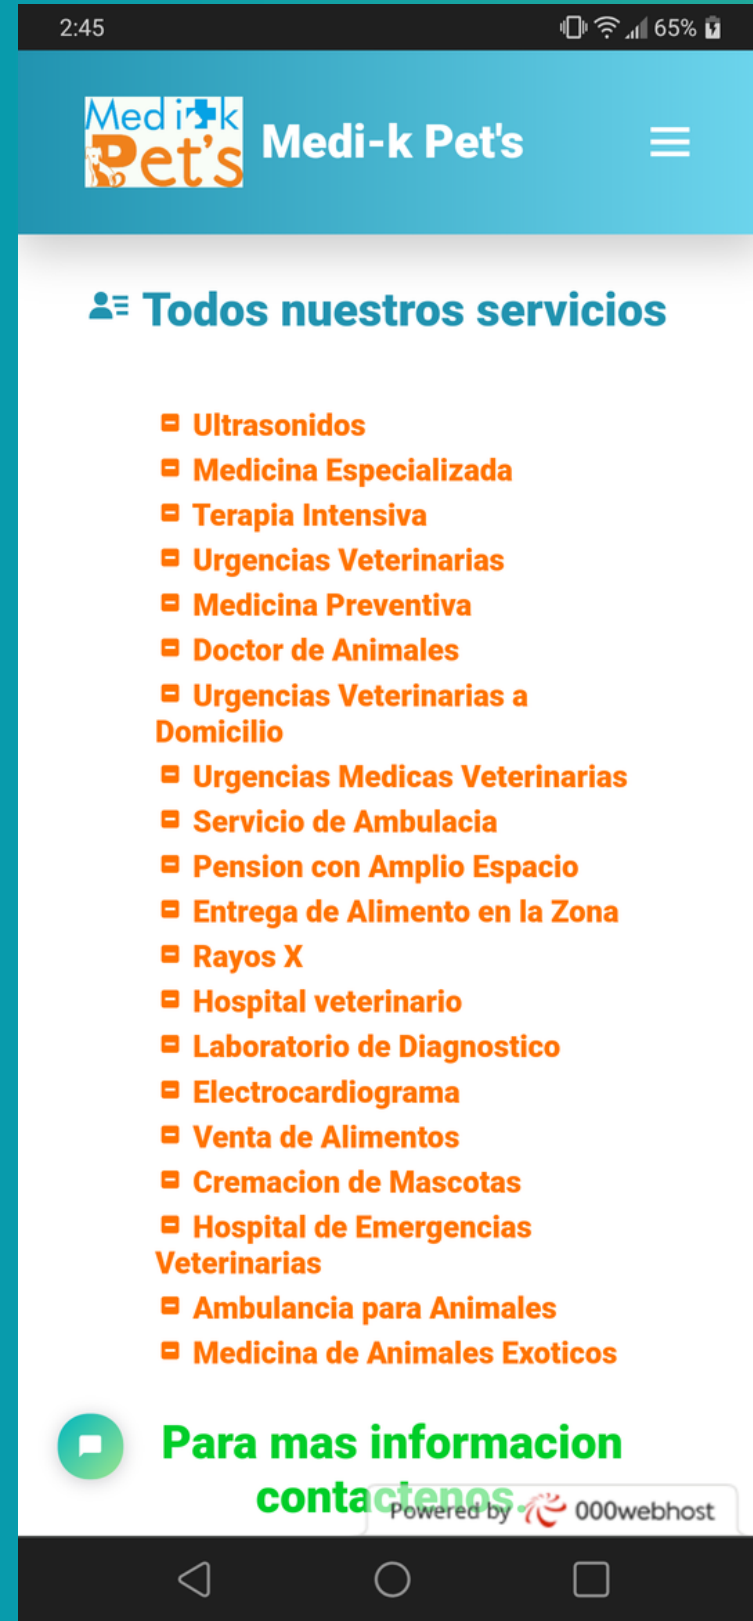 2:45
65%
Medi-k
Pet's
Medi-k Pet's
Todos nuestros servicios
Ultrasonidos
Medicina Especializada
Terapia Intensiva
Urgencias Veterinarias
Medicina Preventiva
Doctor de Animales
Urgencias Veterinarias a
Domicilio
Urgencias Medicas Veterinarias
Servicio de Ambulacia
Pension con Amplio Espacio
Entrega de Alimento en la Zona
Rayos X
Hospital veterinario
Laboratorio de Diagnostico
Electrocardiograma
Venta de Alimentos
Cremacion de Mascotas
Hospital de Emergencias
Veterinarias
Ambulancia para Animales
Medicina de Animales Exoticos
Para mas informacion
contactenos.
Powered by 000webhost